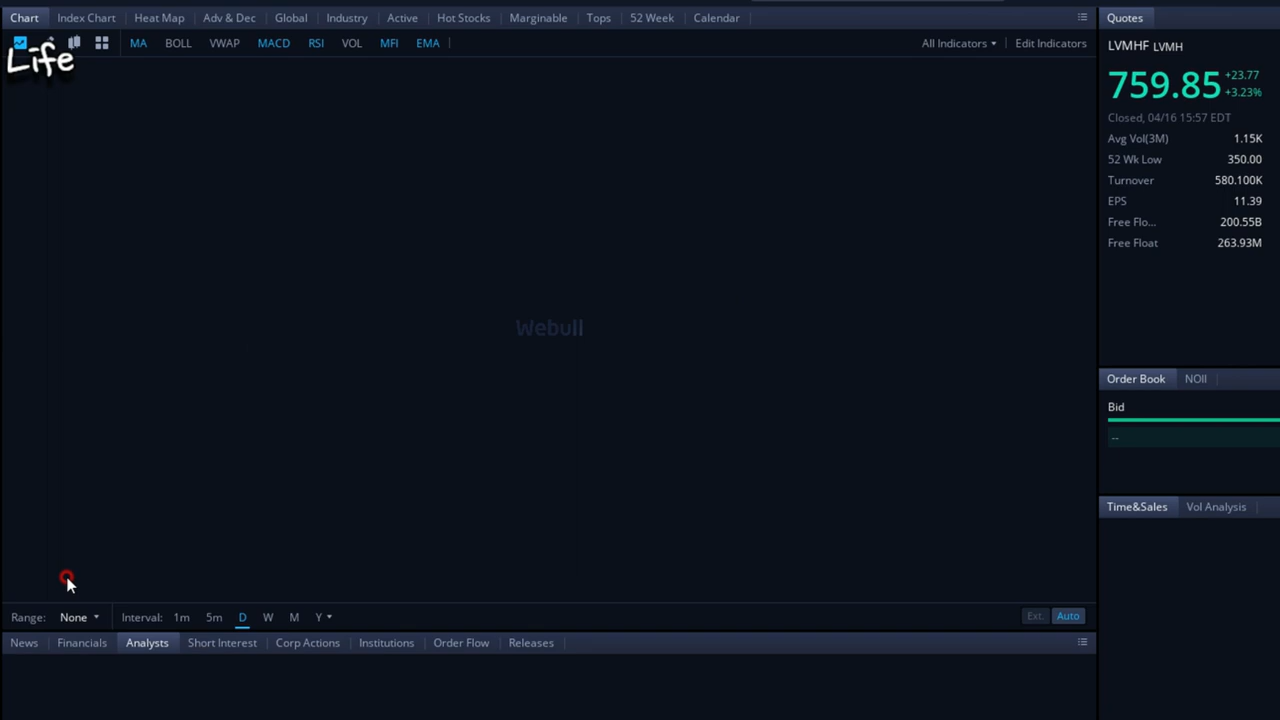 Chart Index Chart Heat Map Adv & Dec Global Industry Active Hot Stocks Marginable Tops 52 Week Calendar
Life
MA BOLL VWAP MACD RSI VOL MFI EMA
All Indicators Edit Indicators
Webull
Range: None Interval: 1m 5m D W M Y
Ext. Auto
News Financials Analysts Short Interest Corp Actions Institutions Order Flow Releases
Quotes
LVMHF LVMH
759.85 +23.77
+3.23%
Closed, 04/16 15:57 EDT
Avg Vol(3M) 1.15K
52 Wk Low 350.00
Turnover 580.100K
EPS 11.39
Free Flo... 200.55B
Free Float 263.93M
Order Book NOII
Bid
--
Time&Sales Vol Analysis